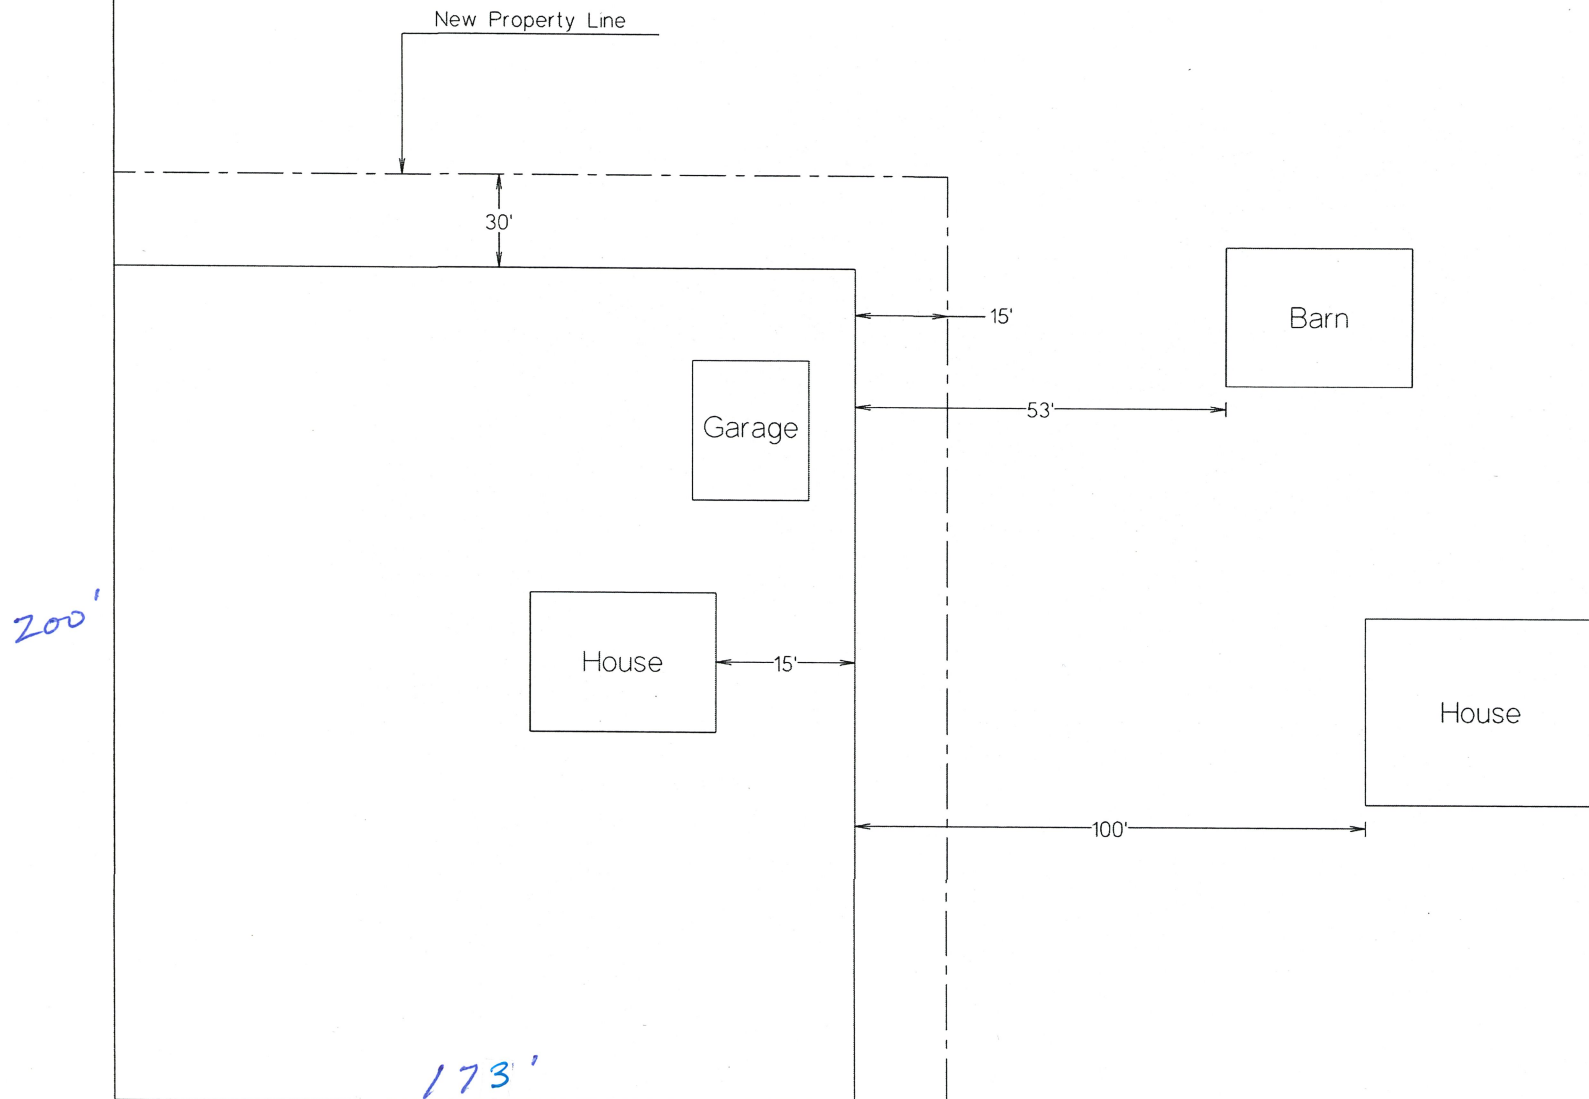 New Property Line
30'
15'
Barn
53'
Garage
200'
House
15'
House
100'
173'